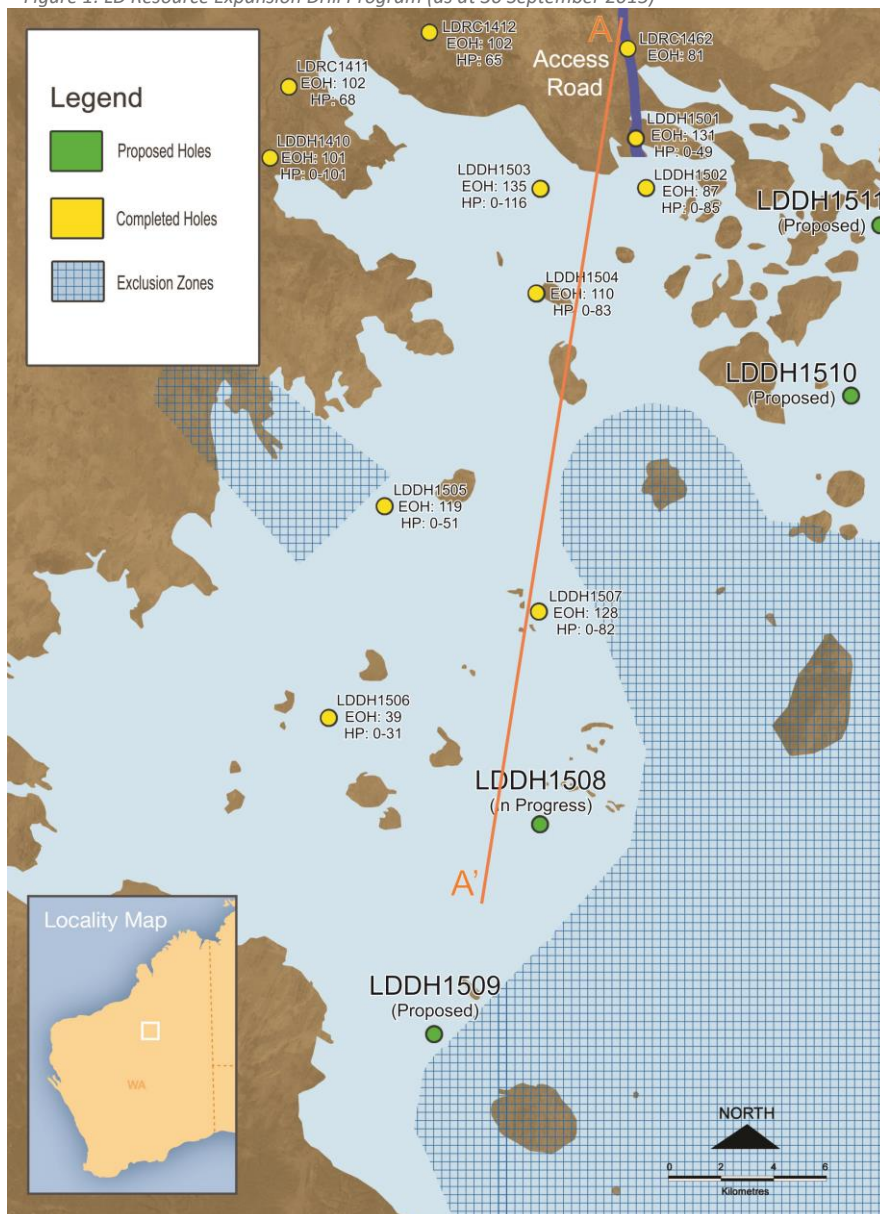 Figure 1: LD Resource Expansion Drill Program (as at 30 September 2015)
Legend
Proposed Holes
Completed Holes
Exclusion Zones
LDRC1412
EOH: 102
HP: 65
LDRC1411
EOH: 102
HP: 68
LDDH1410
EOH: 101
HP: 0-101
A
Access
Road
LDRC1462
EOH: 81
LDDH1501
EOH: 131
HP: 0-49
LDDH1503
EOH: 135
HP: 0-116
LDDH1502
EOH: 87
HP: 0-85
LDDH1511
(Proposed)
LDDH1504
EOH: 110
HP: 0-83
LDDH1510
(Proposed)
LDDH1505
EOH: 119
HP: 0-51
LDDH1507
EOH: 128
HP: 0-82
LDDH1506
EOH: 39
HP: 0-31
LDDH1508
(In Progress)
A'
LDDH1509
(Proposed)
Locality Map
WA
NORTH
0 2 4 6
Kilometres